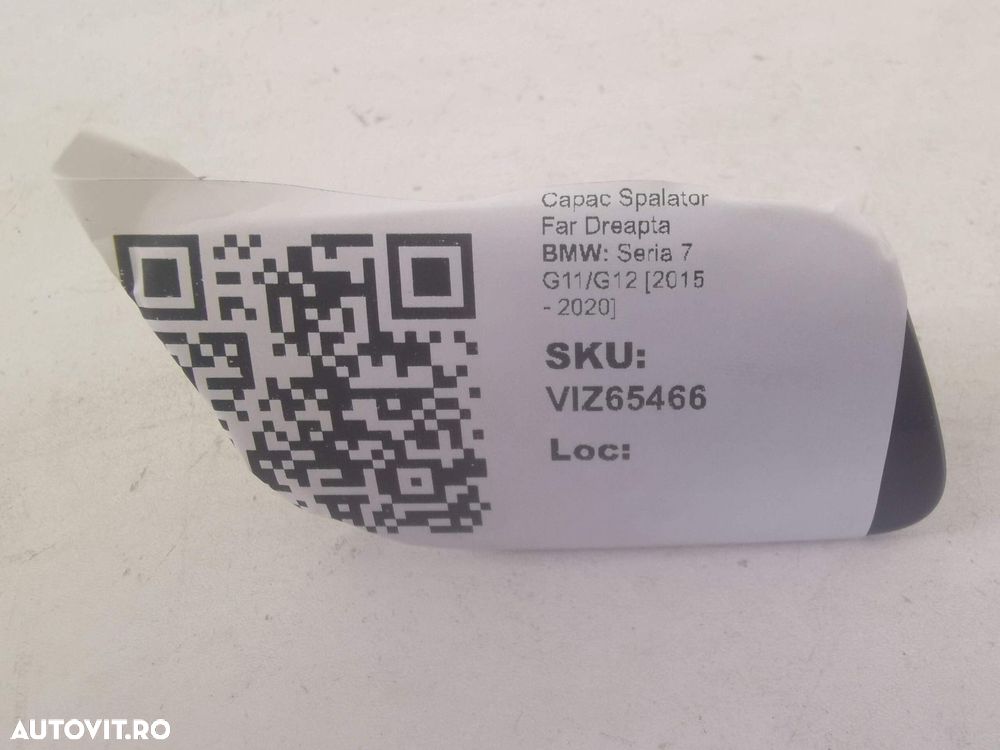 Capac Spalator
Far Dreapta
BMW: Seria 7
G11/G12 [2015
- 2020]
SKU:
VIZ65466
Loc:
AUTOVIT.RO